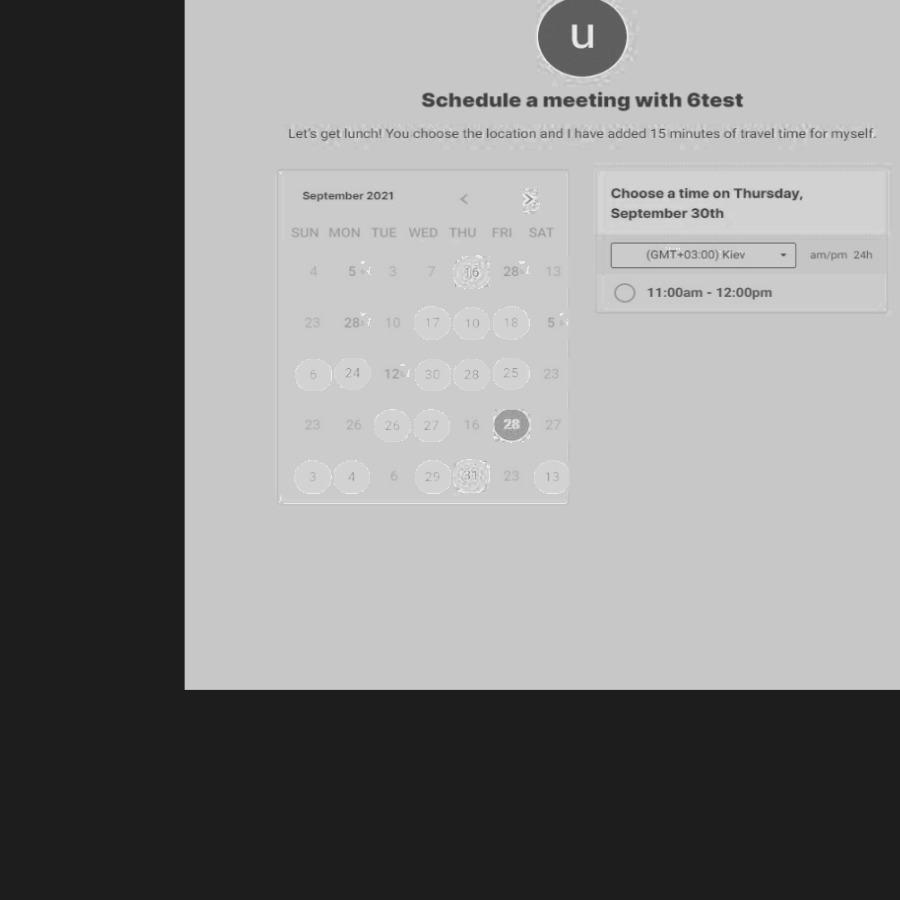 u
Schedule a meeting with 6test
Let's get lunch! You choose the location and I have added 15 minutes of travel time for myself.
September 2021 < >
SUN MON TUE WED THU FRI SAT
4 5 3 7 16 28 13
23 28 10 17 10 18 5
6 24 12 30 28 25 23
23 26 26 27 16 28 27
3 4 6 29 31 23 13
Choose a time on Thursday,
September 30th
(GMT+03:00) Kiev am/pm 24h
11:00am - 12:00pm